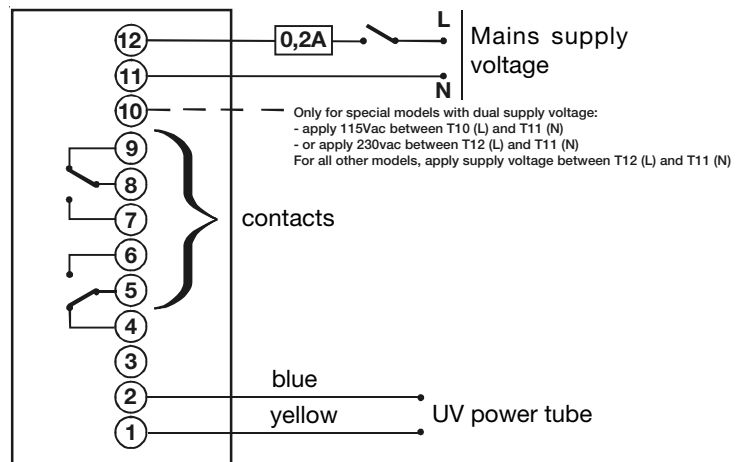 L
12 0,2A Mains supply
11 voltage
N
10
Only for special models with dual supply voltage:
- apply 115Vac between T10 (L) and T11 (N)
- or apply 230vac between T12 (L) and T11 (N)
For all other models, apply supply voltage between T12 (L) and T11 (N)
9
8
7 contacts
6
5
4
3
blue
2
UV power tube
yellow
1